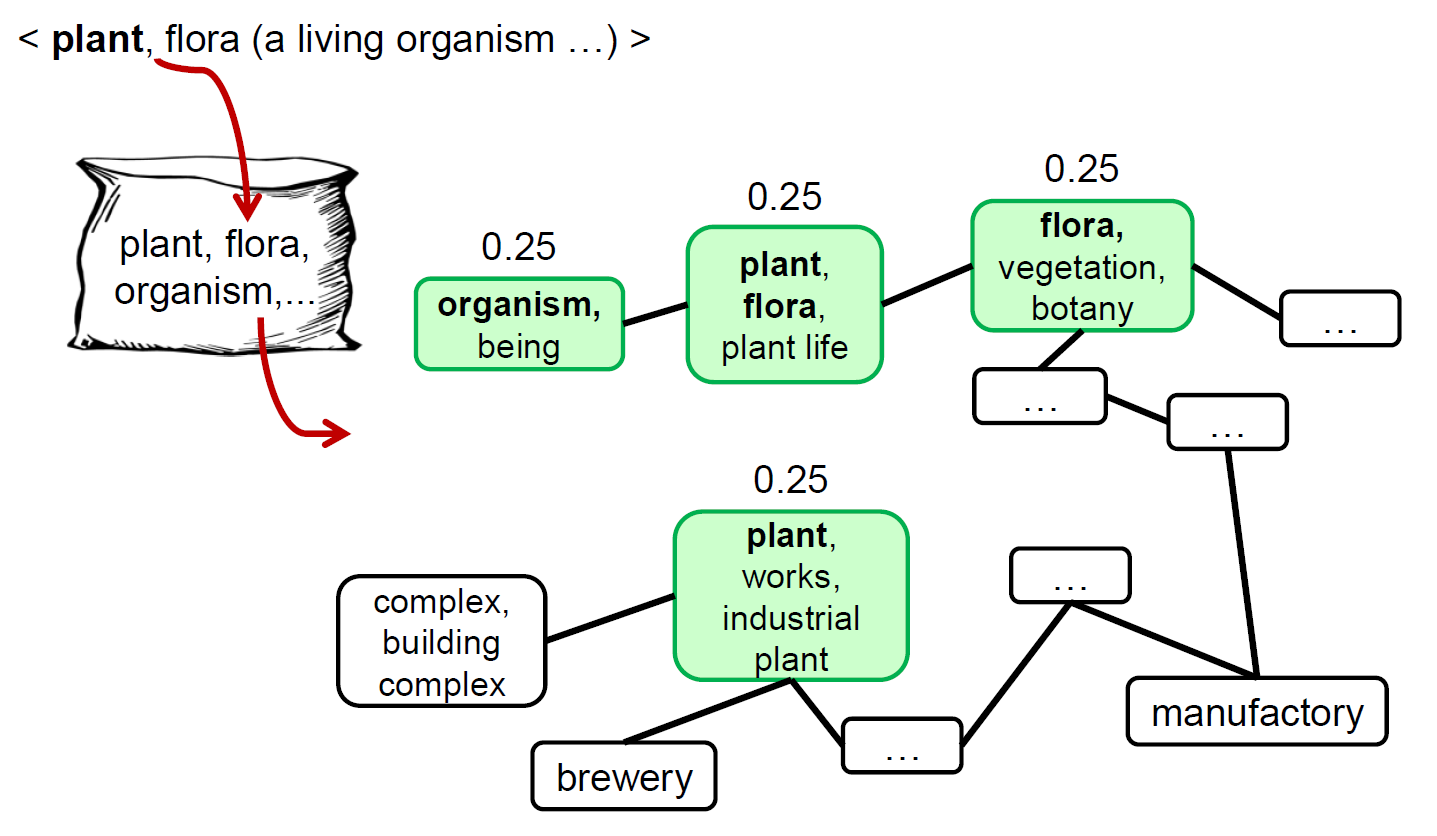 < plant, flora (a living organism …) >
plant, flora,
organism,...
0.25
organism,
being
0.25
plant,
flora,
plant life
0.25
flora,
vegetation,
botany
…
…
…
0.25
plant,
works,
industrial
plant
complex,
building
complex
…
manufactory
…
brewery